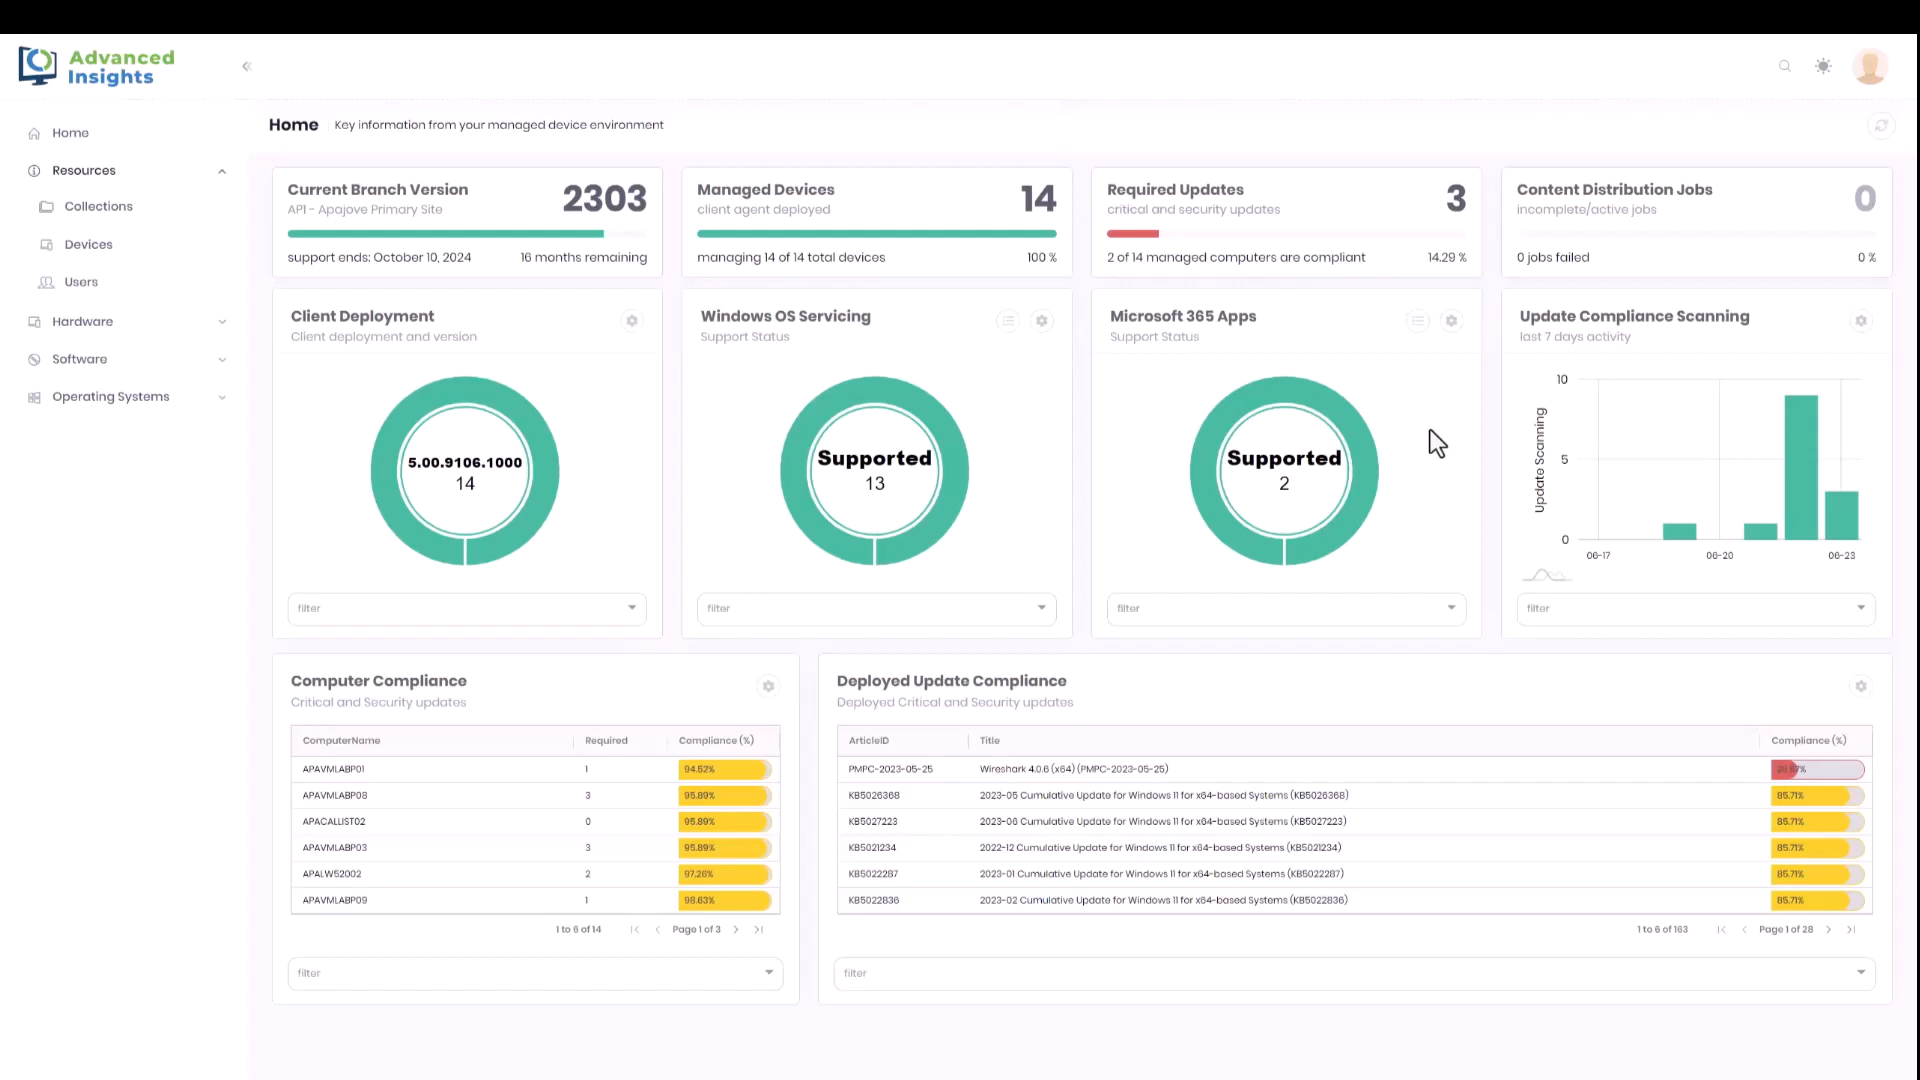 Advanced
Insights
Home
Resources
Collections
Devices
Users
Hardware
Software
Operating Systems
Home Key information from your managed device environment
Current Branch Version 2303
AP1 - Apajove Primary Site
support ends: October 10, 2024 16 months remaining
Managed Devices 14
client agent deployed
managing 14 of 14 total devices 100 %
Required Updates 3
critical and security updates
2 of 14 managed computers are compliant 14.29 %
Content Distribution Jobs 0
incomplete/active jobs
0 jobs failed 0 %
Client Deployment
Client deployment and version
5.00.9106.1000
14
filter
Windows OS Servicing
Support Status
Supported
13
filter
Microsoft 365 Apps
Support Status
Supported
2
filter
Update Compliance Scanning
last 7 days activity
Update Scanning
10
5
0
06-17 06-20 06-23
filter
Computer Compliance
Critical and Security updates
ComputerName Required Compliance (%)
APAVMLABP01 1 94.52%
APAVMLABP08 3 95.89%
APACALLIST02 0 95.89%
APAVMLABP03 3 95.89%
APALW52002 2 97.26%
APAVMLABP09 1 98.63%
1 to 6 of 14 Page 1 of 3
filter
Deployed Update Compliance
Deployed Critical and Security updates
ArticleID Title Compliance (%)
PMPC-2023-05-25 Wireshark 4.0.6 (x64) (PMPC-2023-05-25)
KB5026368 2023-05 Cumulative Update for Windows 11 for x64-based Systems (KB5026368) 85.71%
KB5027223 2023-06 Cumulative Update for Windows 11 for x64-based Systems (KB5027223) 85.71%
KB5021234 2022-12 Cumulative Update for Windows 11 for x64-based Systems (KB5021234) 85.71%
KB5022287 2023-01 Cumulative Update for Windows 11 for x64-based Systems (KB5022287) 85.71%
KB5022836 2023-02 Cumulative Update for Windows 11 for x64-based Systems (KB5022836) 85.71%
1 to 6 of 163 Page 1 of 28
filter